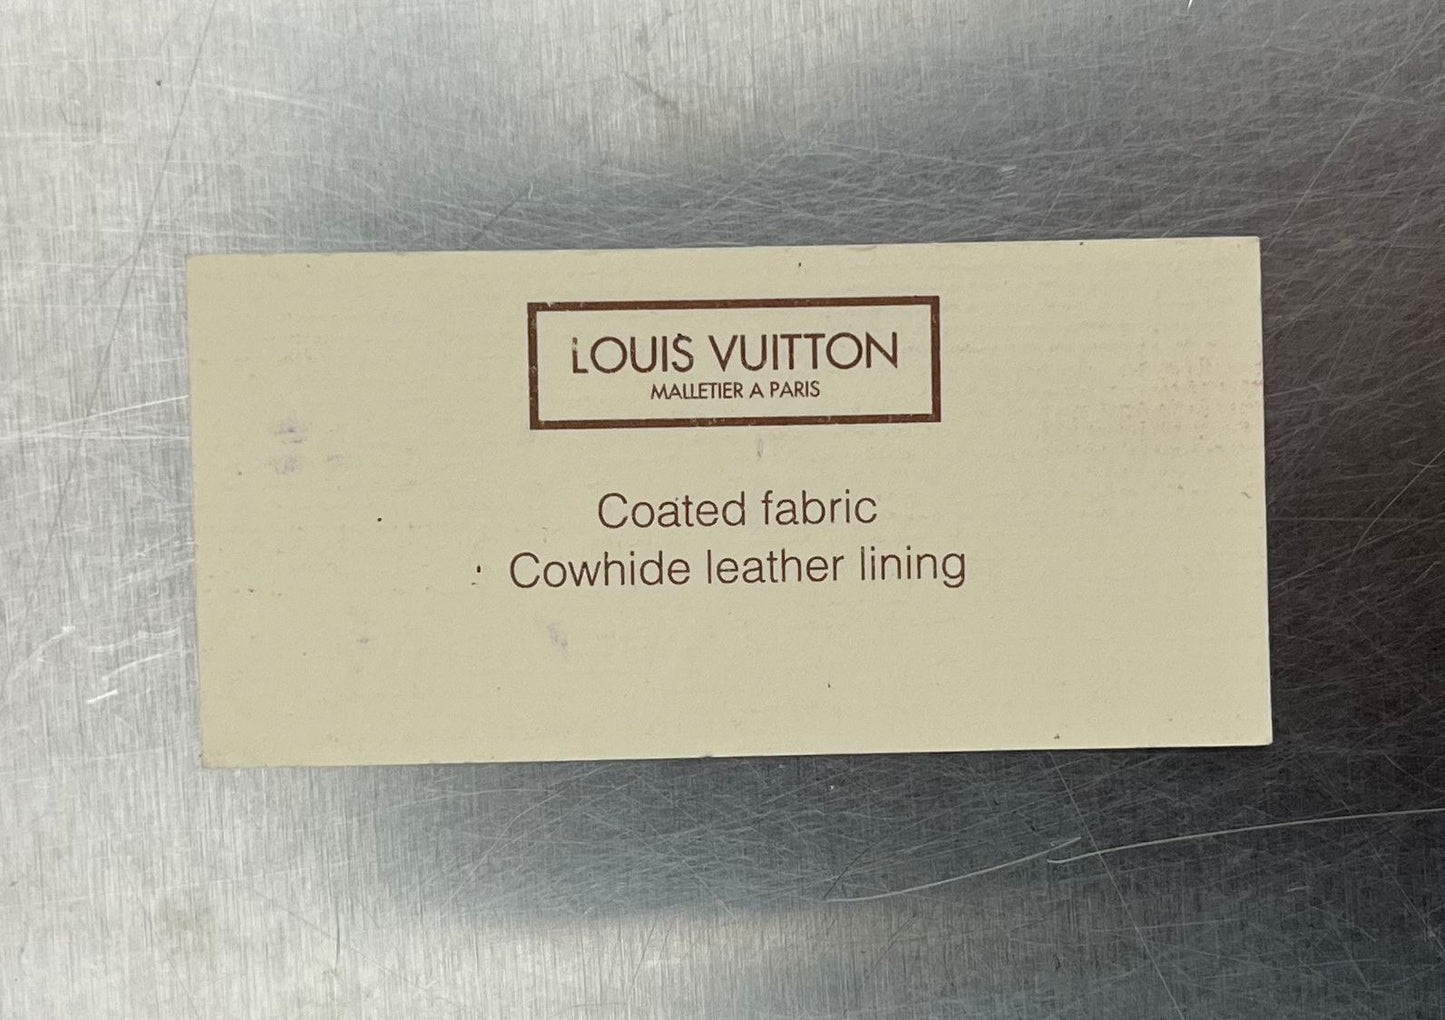 LOUIS VUITTON
MALLETIER A PARIS
Coated fabric
Cowhide leather lining